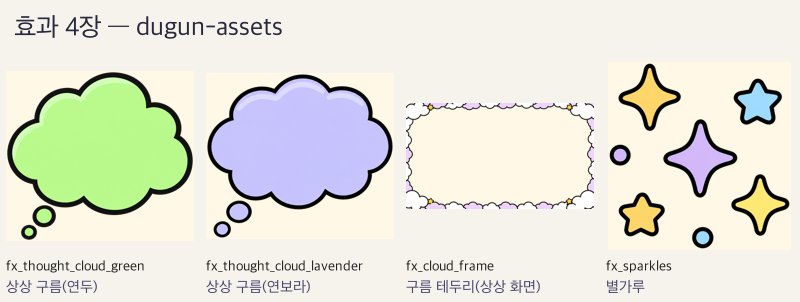 효과 4장 — dugun-assets
fx_thought_cloud_green
상상 구름(연두)
fx_thought_cloud_lavender
상상 구름(연보라)
fx_cloud_frame
구름 테두리(상상 화면)
fx_sparkles
별가루